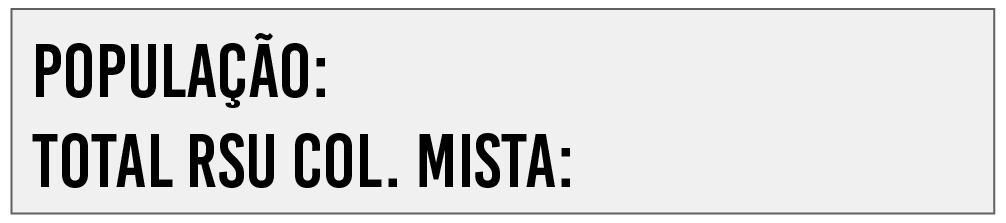 POPULAÇÃO:
TOTAL RSU COL. MISTA: